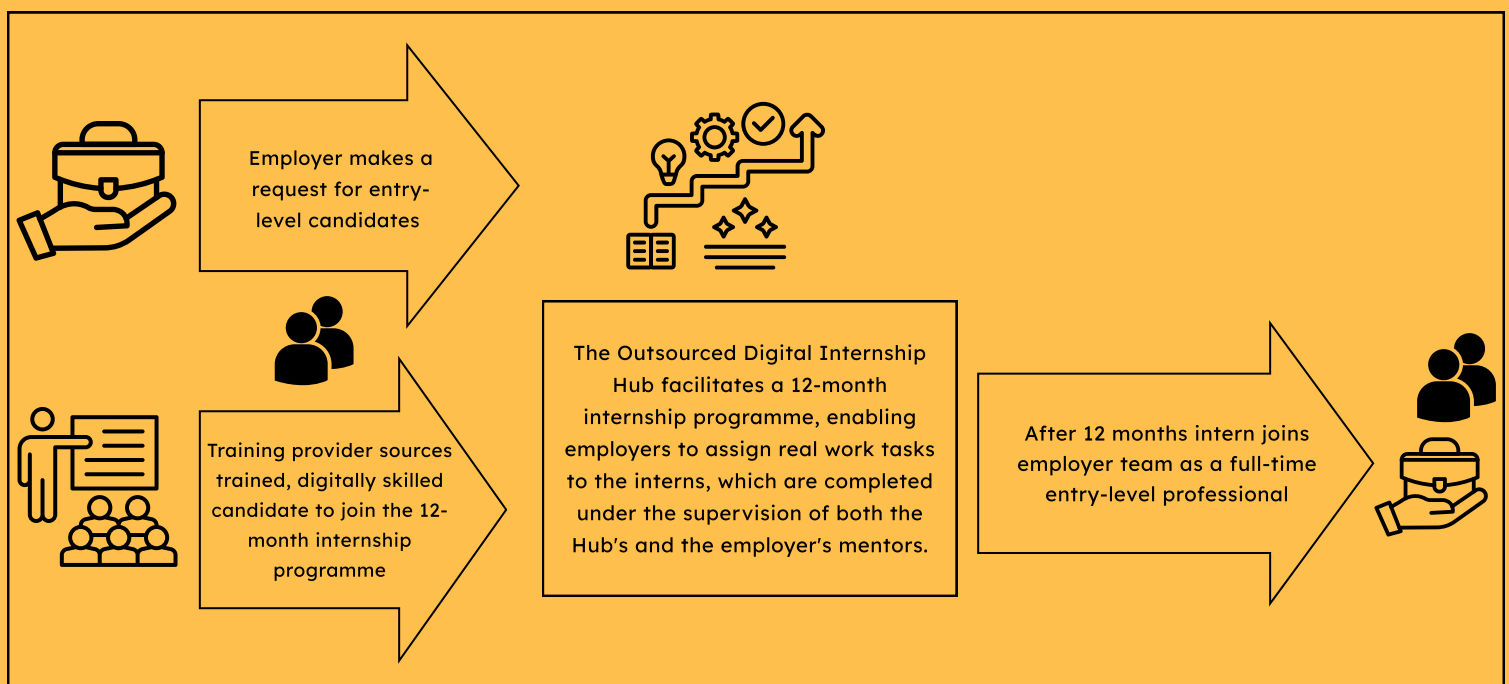 Employer makes a
request for entry-
level candidates
Training provider sources
trained, digitally skilled
candidate to join the 12-
month internship
programme
The Outsourced Digital Internship
Hub facilitates a 12-month
internship programme, enabling
employers to assign real work tasks
to the interns, which are completed
under the supervision of both the
Hub's and the employer's mentors.
After 12 months intern joins
employer team as a full-time
entry-level professional